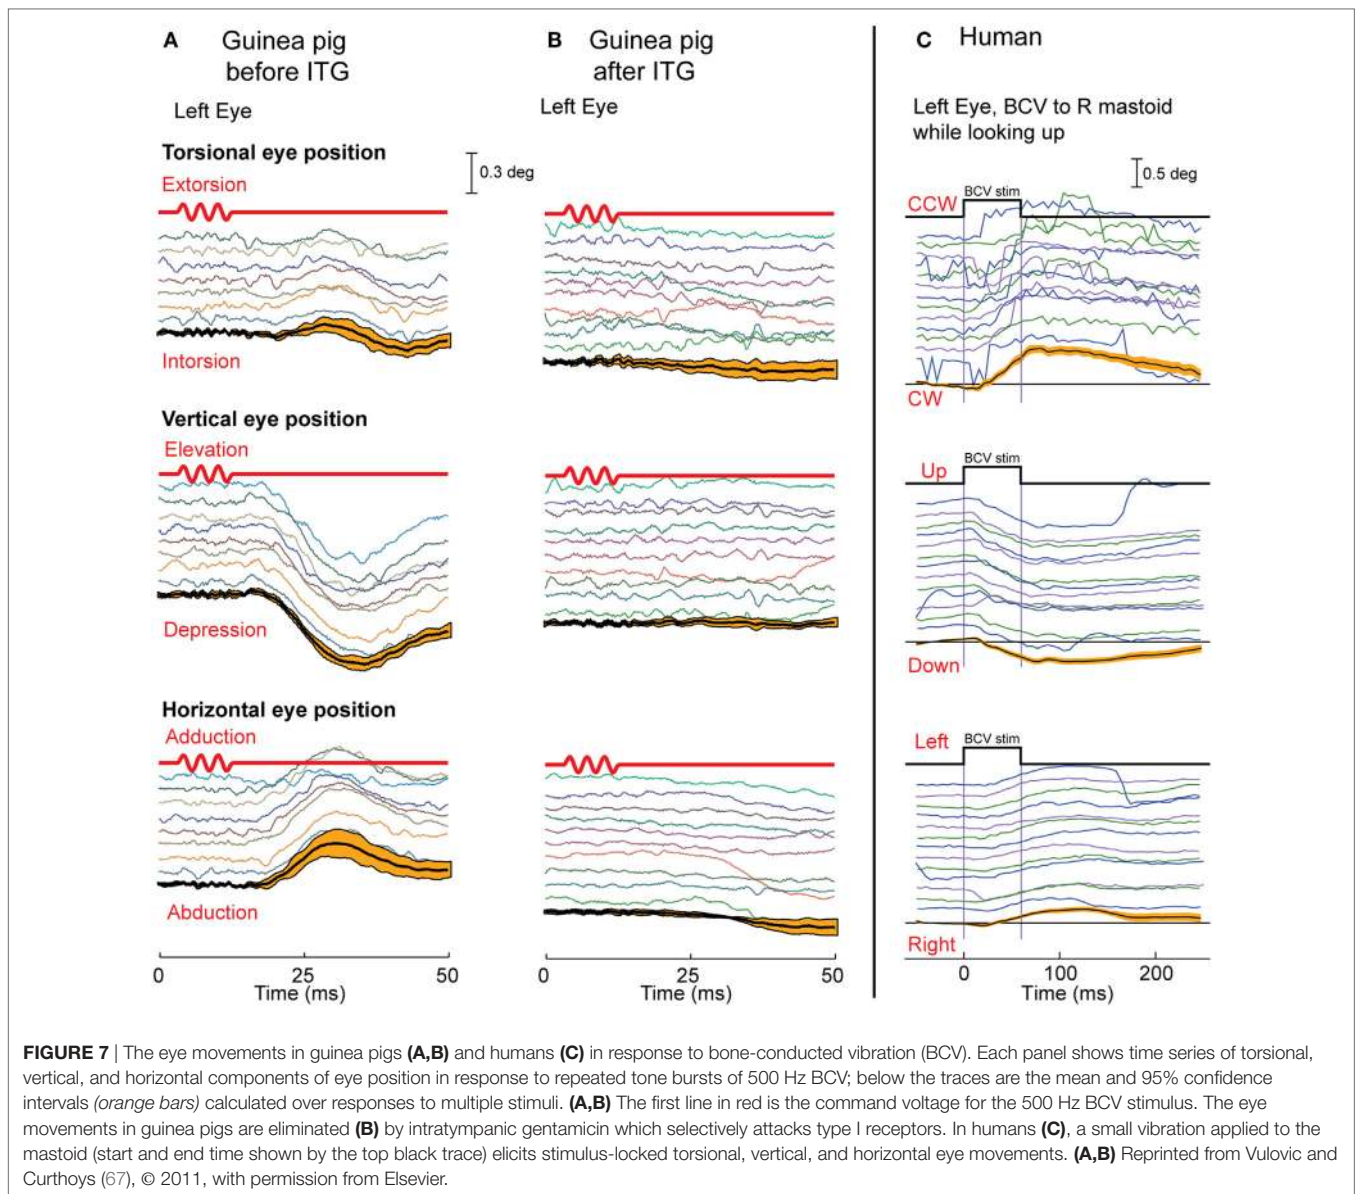 A Guinea pig
before ITG
Left Eye
B Guinea pig
after ITG
Left Eye
C Human
Left Eye, BCV to R mastoid
while looking up
Torsional eye position
Extorsion
0.3 deg
Intorsion
0.5 deg
CCW
BCV stim
CW
Vertical eye position
Elevation
Depression
Up
BCV stim
Down
Horizontal eye position
Adduction
Abduction
Left
BCV stim
Right
0 25 50
Time (ms)
0 25 50
Time (ms)
0 100 200
Time (ms)
FIGURE 7 | The eye movements in guinea pigs (A,B) and humans (C) in response to bone-conducted vibration (BCV). Each panel shows time series of torsional,
vertical, and horizontal components of eye position in response to repeated tone bursts of 500 Hz BCV; below the traces are the mean and 95% confidence
intervals (orange bars) calculated over responses to multiple stimuli. (A,B) The first line in red is the command voltage for the 500 Hz BCV stimulus. The eye
movements in guinea pigs are eliminated (B) by intratympanic gentamicin which selectively attacks type I receptors. In humans (C), a small vibration applied to the
mastoid (start and end time shown by the top black trace) elicits stimulus-locked torsional, vertical, and horizontal eye movements. (A,B) Reprinted from Vulovic and
Curthoys (67), © 2011, with permission from Elsevier.